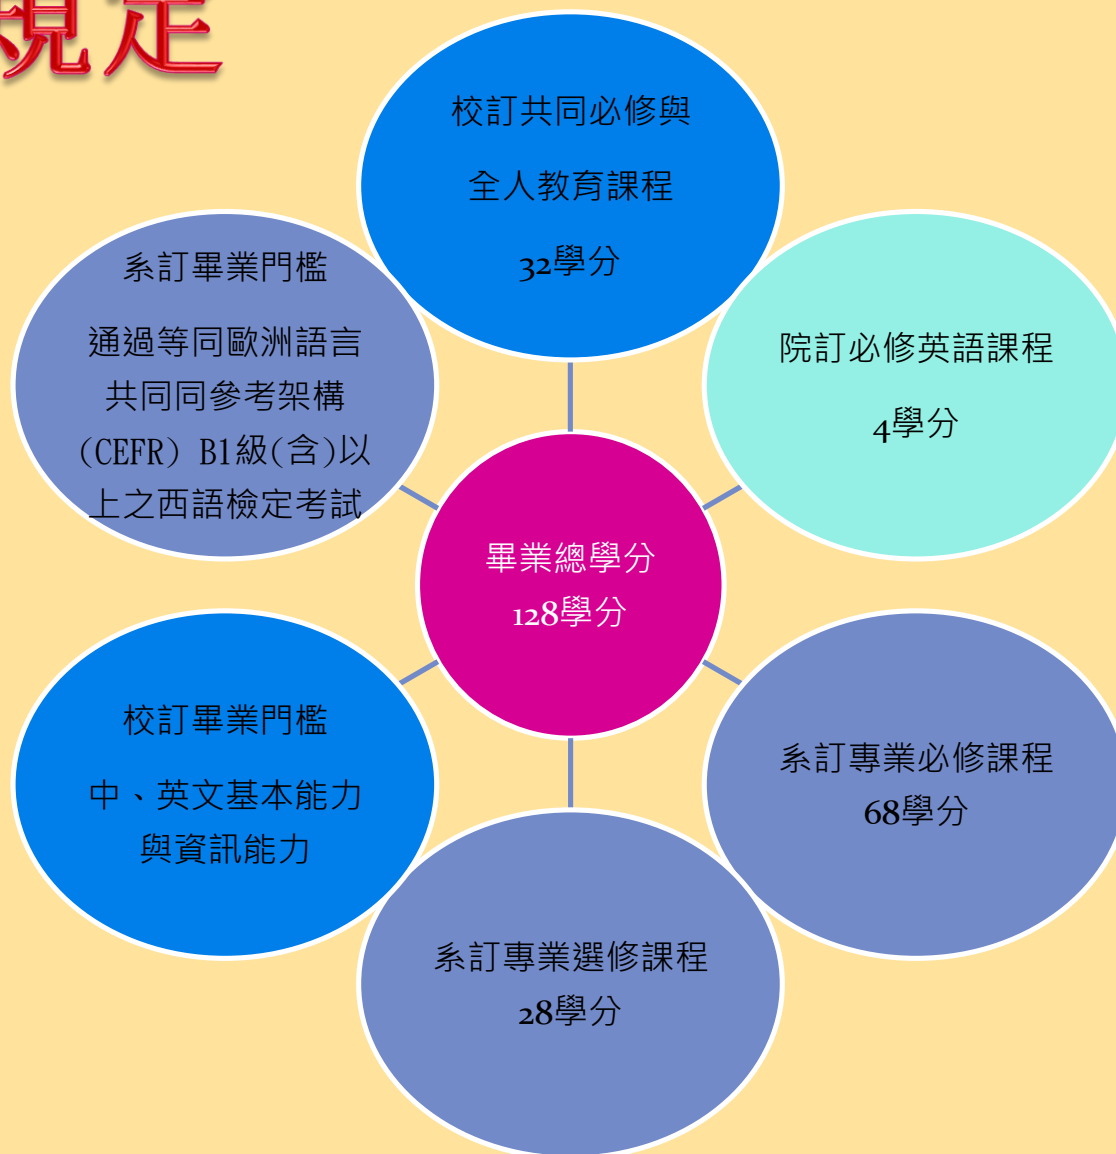 規定
校訂共同必修與
全人教育課程
32學分
院訂必修英語課程
4學分
系訂專業必修課程
68學分
系訂專業選修課程
28學分
校訂畢業門檻
中、英文基本能力
與資訊能力
系訂畢業門檻
通過等同歐洲語言
共同同參考架構
(CEFR) B1級(含)以
上之西語檢定考試
畢業總學分
128學分